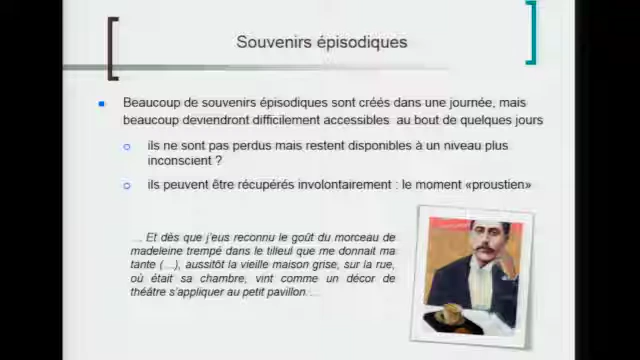 Souvenirs épisodiques
Beaucoup de souvenirs épisodiques sont créés dans une journée, mais
beaucoup deviendront difficilement accessibles au bout de quelques jours
ils ne sont pas perdus mais restent disponibles à un niveau plus
inconscient ?
ils peuvent être récupérés involontairement : le moment «proustien»
… Et dès que j'eus reconnu le goût du morceau de
madeleine trempé dans le tilleul que me donnait ma
tante (…), aussitôt la vieille maison grise, sur la rue,
où était sa chambre, vint comme un décor de
théâtre s'appliquer au petit pavillon…